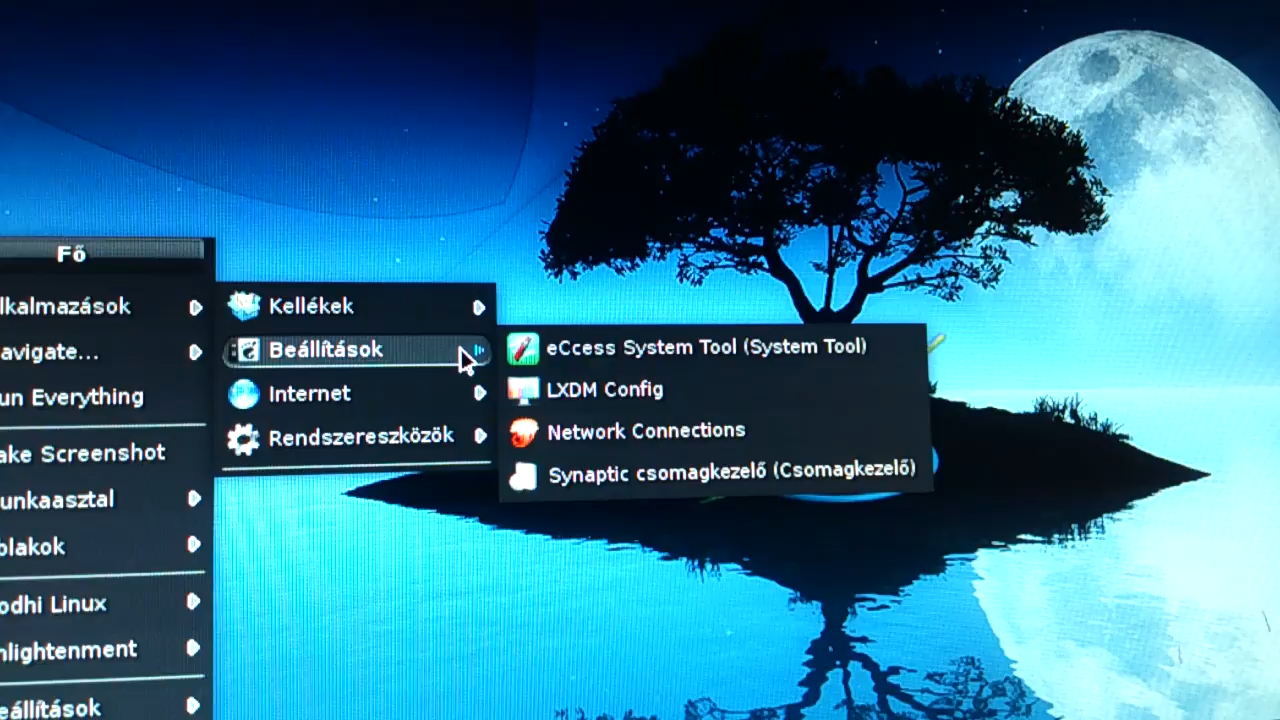 Fő
lkalmazások
avigate...
un Everything
ake Screenshot
unkaasztal
blakok
odhi Linux
nlightenment
eállítások
Kellékek
Beállítások
Internet
Rendszereszközök
eCcess System Tool (System Tool)
LXDM Config
Network Connections
Synaptic csomagkezelő (Csomagkezelő)